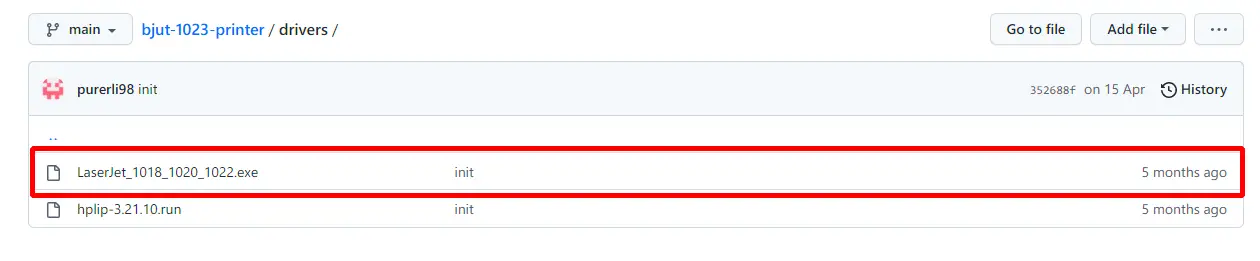 main bjut-1023-printer / drivers / Go to file Add file ...
purerli98 init 352688f on 15 Apr History
..
LaserJet_1018_1020_1022.exe init 5 months ago
hplip-3.21.10.run init 5 months ago